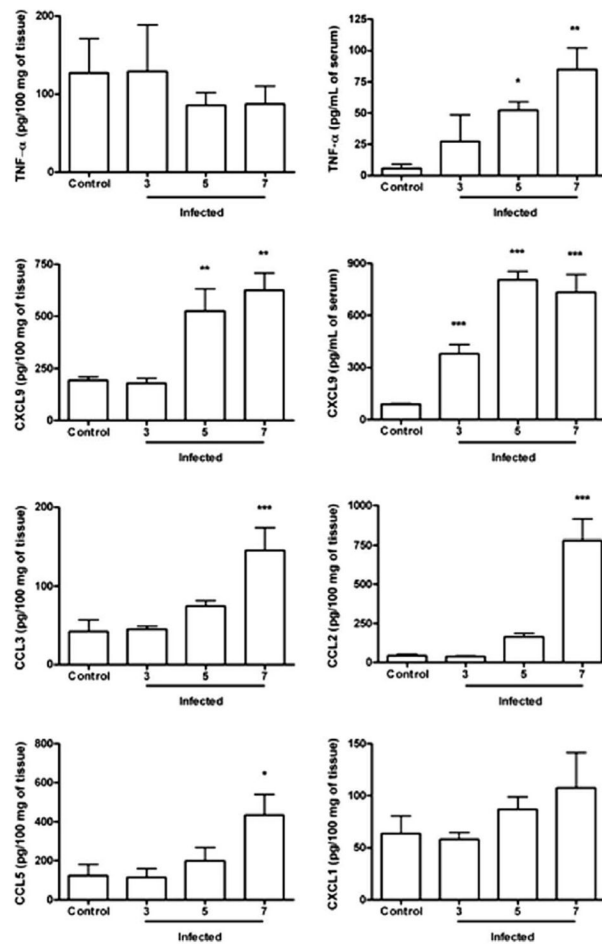 TNF-α (pg/100 mg of tissue)
200
100
0
Control 3 5 7
Infected
TNF-α (pg/mL of serum)
125
100
75
50
25
0
* **
Control 3 5 7
Infected
CXCL9 (pg/100 mg of tissue)
750
500
250
0
** **
Control 3 5 7
Infected
CXCL9 (pg/mL of serum)
900
600
300
0
*** *** ***
Control 3 5 7
Infected
CCL3 (pg/100 mg of tissue)
200
100
0
***
Control 3 5 7
Infected
CCL2 (pg/100 mg of tissue)
1000
750
500
250
0
***
Control 3 5 7
Infected
CCL5 (pg/100 mg of tissue)
800
600
400
200
0
*
Control 3 5 7
Infected
CXCL1 (pg/100 mg of tissue)
150
100
50
0
Control 3 5 7
Infected